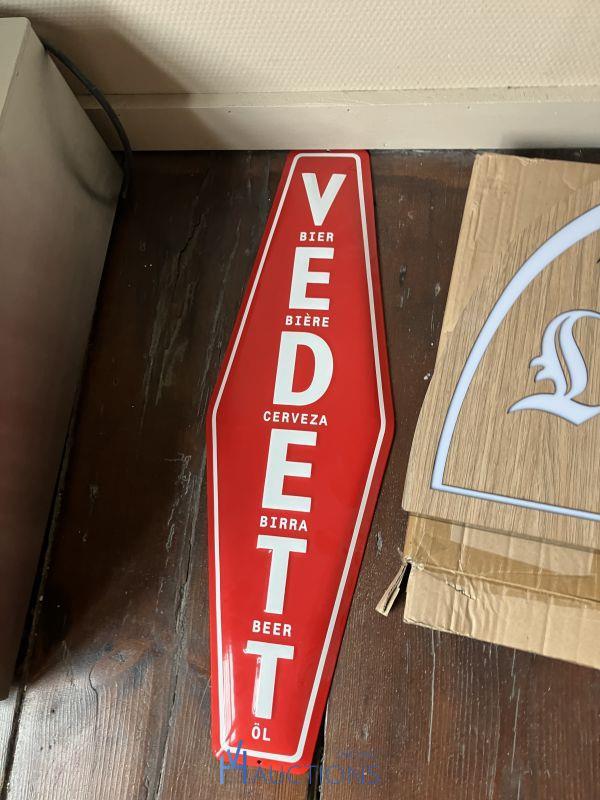 V
BIER
E
BIÈRE
D
CERVEZA
E
BIRRA
T
BEER
T
ÖL
L
AUCTIONS